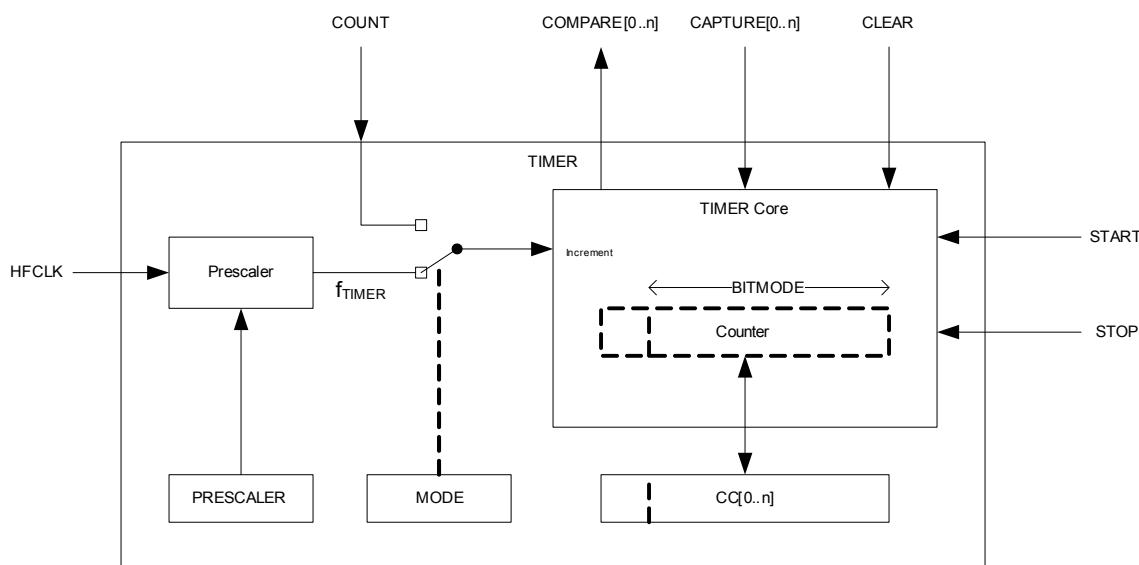 COUNT
COMPARE[0..n]
CAPTURE[0..n]
CLEAR
TIMER
TIMER Core
START
Increment
HFCLK
Prescaler
fTIMER
BITMODE
Counter
STOP
PRESCALER
MODE
CC[0..n]